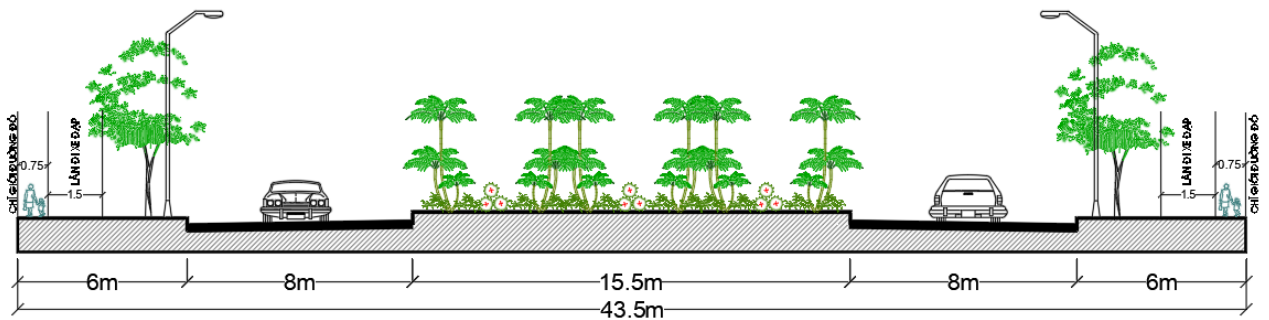 CHỈ GIỚI ĐƯỜNG ĐỎ
0.75
LÀN ĐI XE ĐẠP
1.5
LÀN ĐI XE ĐẠP
1.5
0.75
CHỈ GIỚI ĐƯỜNG ĐỎ
6m 8m 15.5m 8m 6m
43.5m